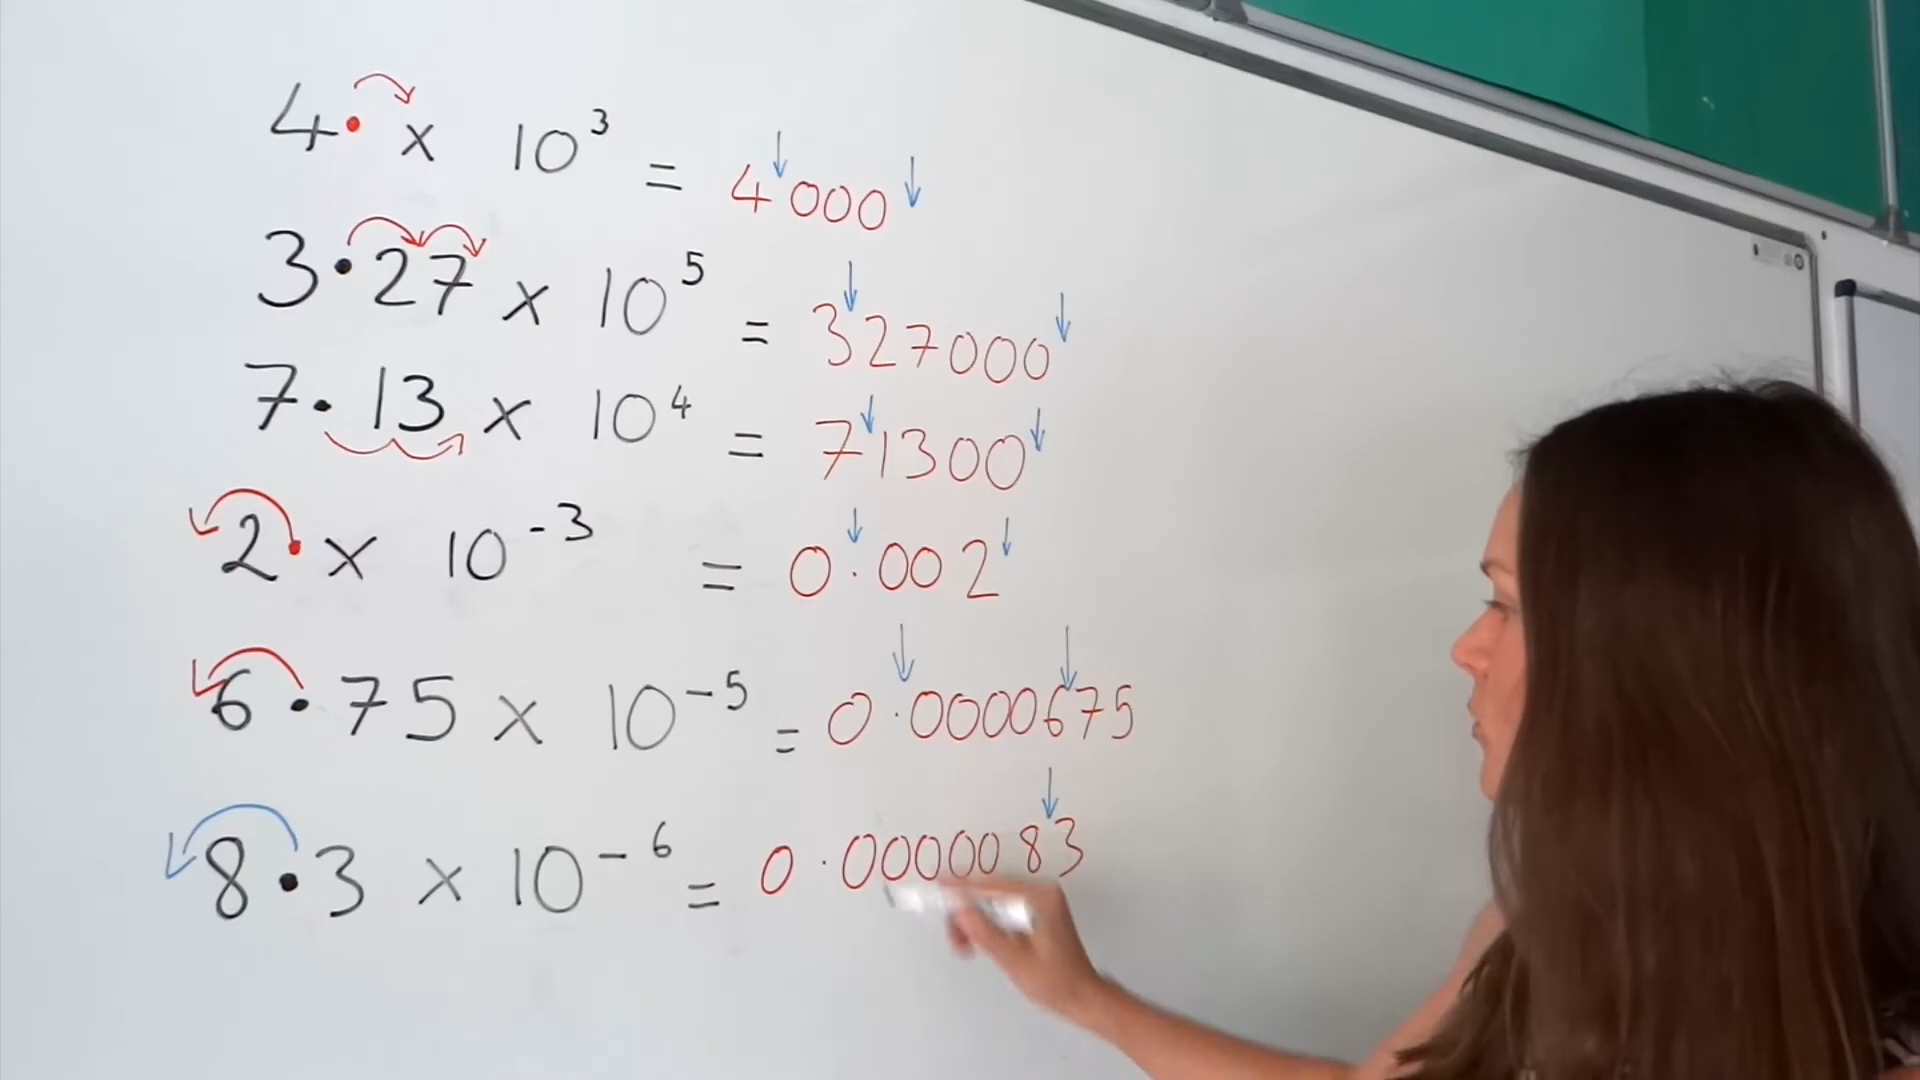 4· × 10³ = 4000
3·27 × 10⁵ = 327000
7·13 × 10⁴ = 71300
2· × 10⁻³ = 0·002
6·75 × 10⁻⁵ = 0·0000675
8·3 × 10⁻⁶ = 0·0000083